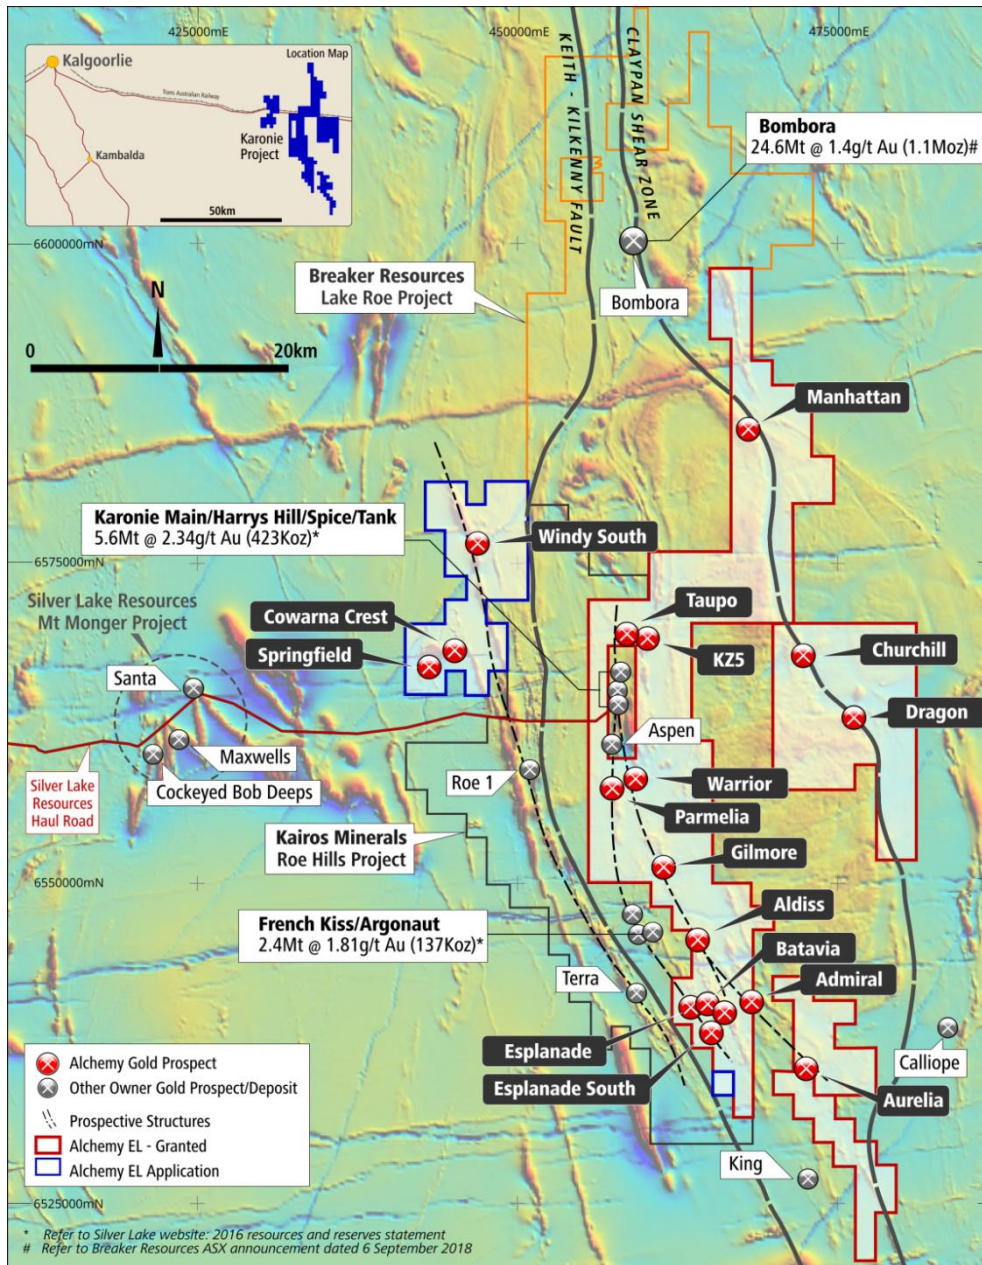 425000mE
450000mE
475000mE
Location Map
Kalgoorlie
Trans Australian Railway
Karonie
Project
Kambalda
50km
KEITH - KILKENNY FAULT
CLAYPAN SHEAR ZONE
Bombora
24.6Mt @ 1.4g/t Au (1.1Moz)#
6600000mN
Breaker Resources
Lake Roe Project
Bombora
N
0
20km
Manhattan
Karonie Main/Harrys Hill/Spice/Tank
5.6Mt @ 2.34g/t Au (423Koz)*
Windy South
6575000mN
Silver Lake Resources
Mt Monger Project
Taupo
Cowarna Crest
Springfield
KZ5
Churchill
Santa
Dragon
Aspen
Maxwells
Cockeyed Bob Deeps
Roe 1
Warrior
Silver Lake
Resources
Haul Road
Parmelia
Kairos Minerals
Roe Hills Project
Gilmore
6550000mN
Aldiss
French Kiss/Argonaut
2.4Mt @ 1.81g/t Au (137Koz)*
Batavia
Terra
Admiral
Esplanade
Calliope
Esplanade South
Aurelia
Alchemy Gold Prospect
Other Owner Gold Prospect/Deposit
Prospective Structures
Alchemy EL - Granted
Alchemy EL Application
King
6525000mN
* Refer to Silver Lake website: 2016 resources and reserves statement
# Refer to Breaker Resources ASX announcement dated 6 September 2018